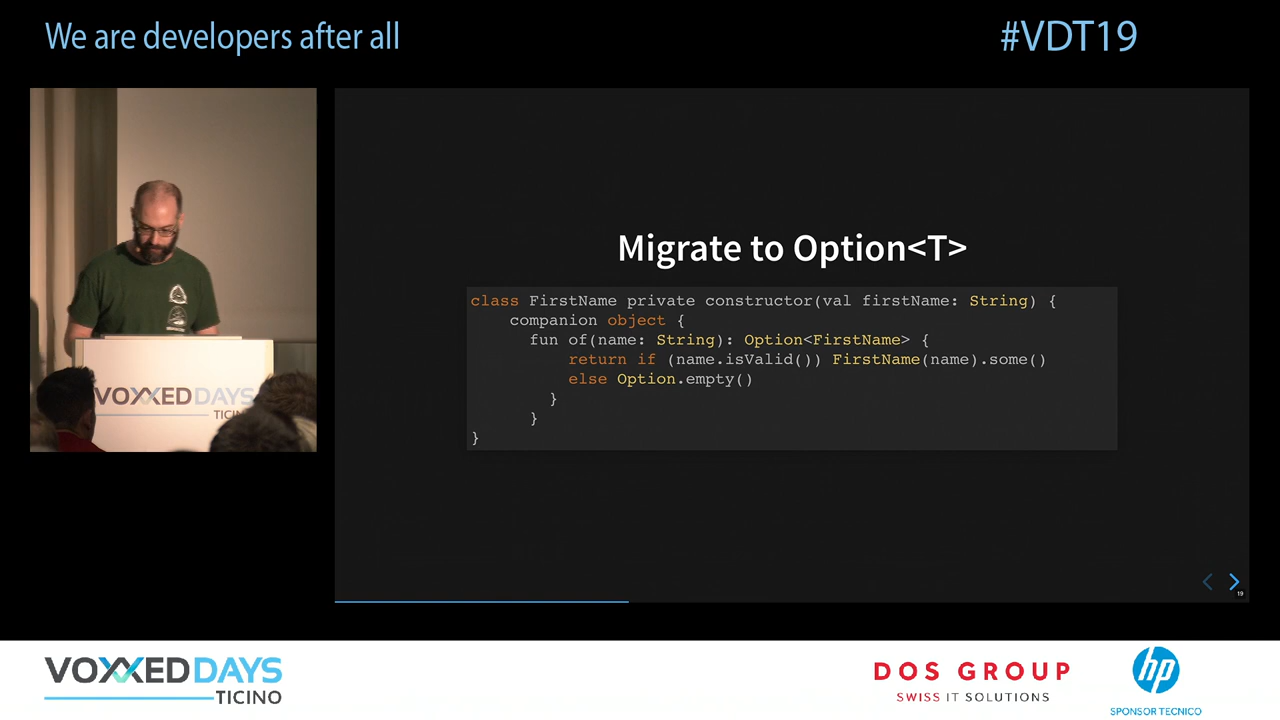 We are developers after all
#VDT19
Migrate to Option<T>
class FirstName private constructor(val firstName: String) {
    companion object {
      fun of(name: String): Option<FirstName> {
          return if (name.isValid()) FirstName(name).some()
          else Option.empty()
        }
      }
}
19
VOXXEDDAYS
TICINO
VOXXEDDAYS
TICINO
DOS GROUP
SWISS IT SOLUTIONS
hp
SPONSOR TECNICO